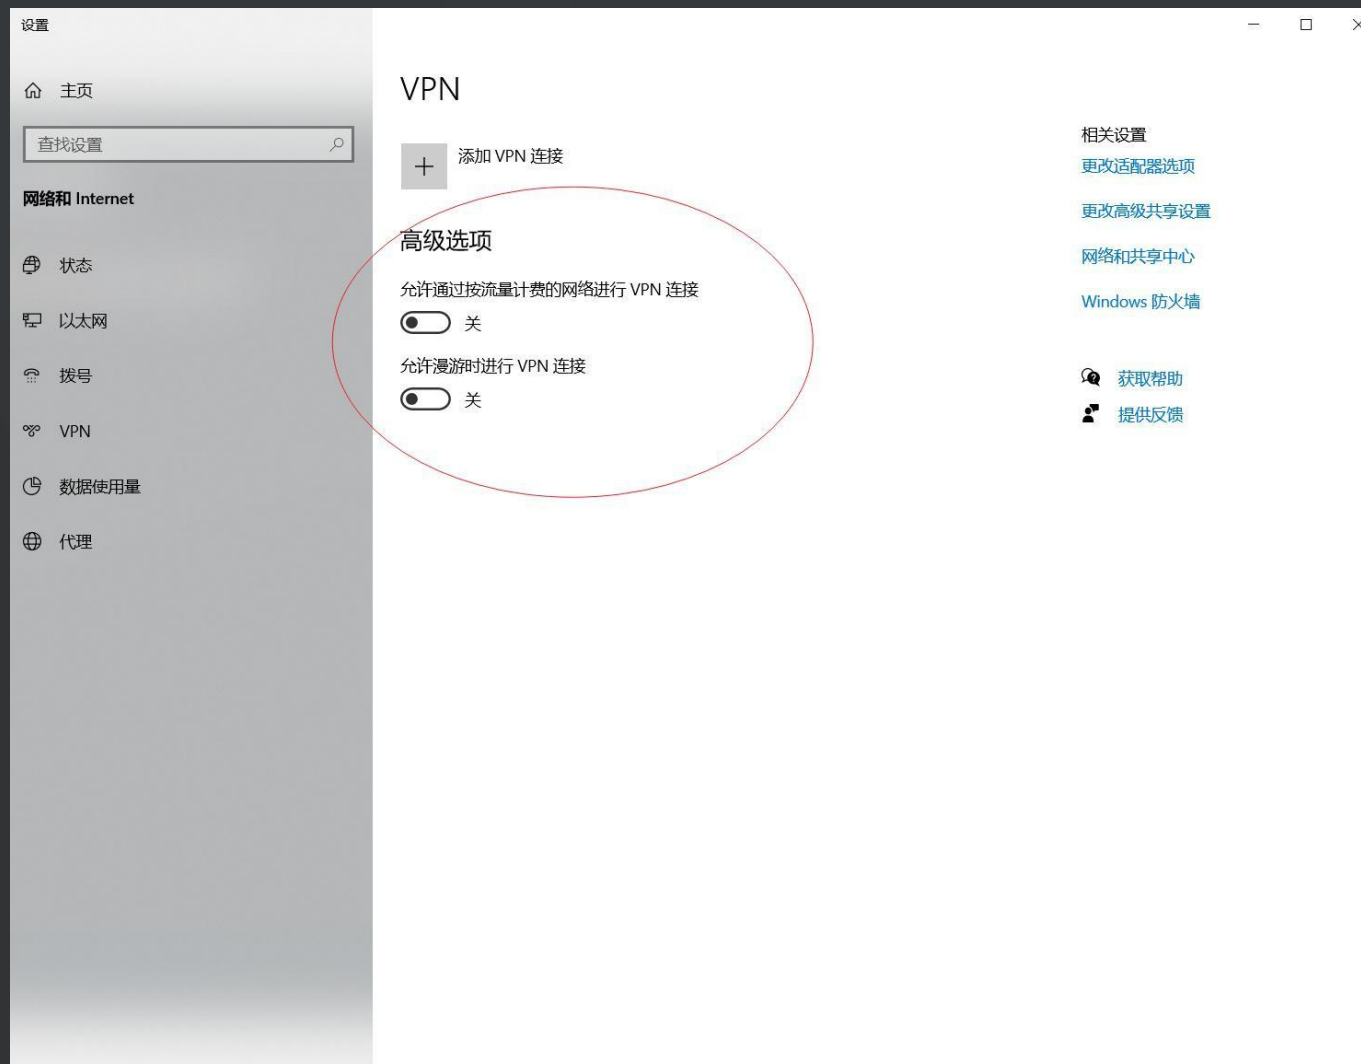 设置
主页
查找设置
网络和 Internet
状态
以太网
拨号
VPN
数据使用量
代理
VPN
添加 VPN 连接
高级选项
允许通过按流量计费的网络进行 VPN 连接
关
允许漫游时进行 VPN 连接
关
相关设置
更改适配器选项
更改高级共享设置
网络和共享中心
Windows 防火墙
获取帮助
提供反馈